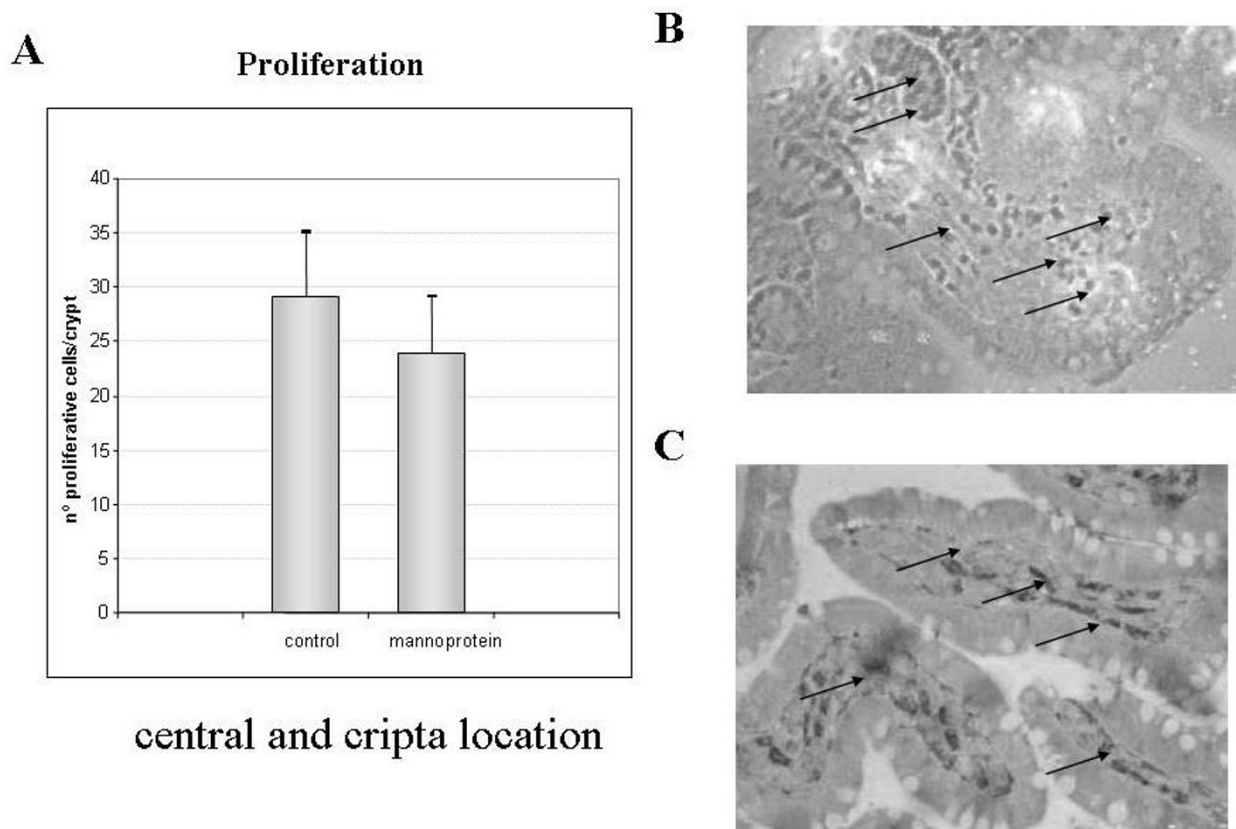 A
Proliferation
n° proliferative cells/crypt
40
35
30
25
20
15
10
5
0
control mannoprotein
central and cripta location
B
C